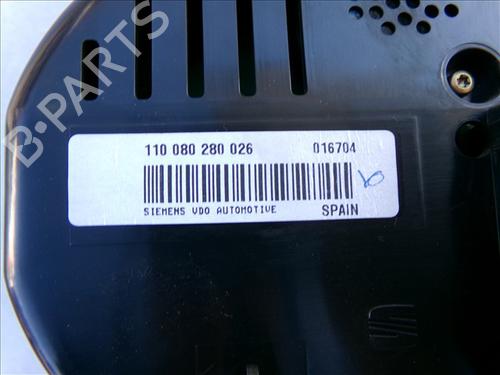 B-PARTS
110 080 280 026 016704
SIEMENS VDO AUTOMOTIVE SPAIN